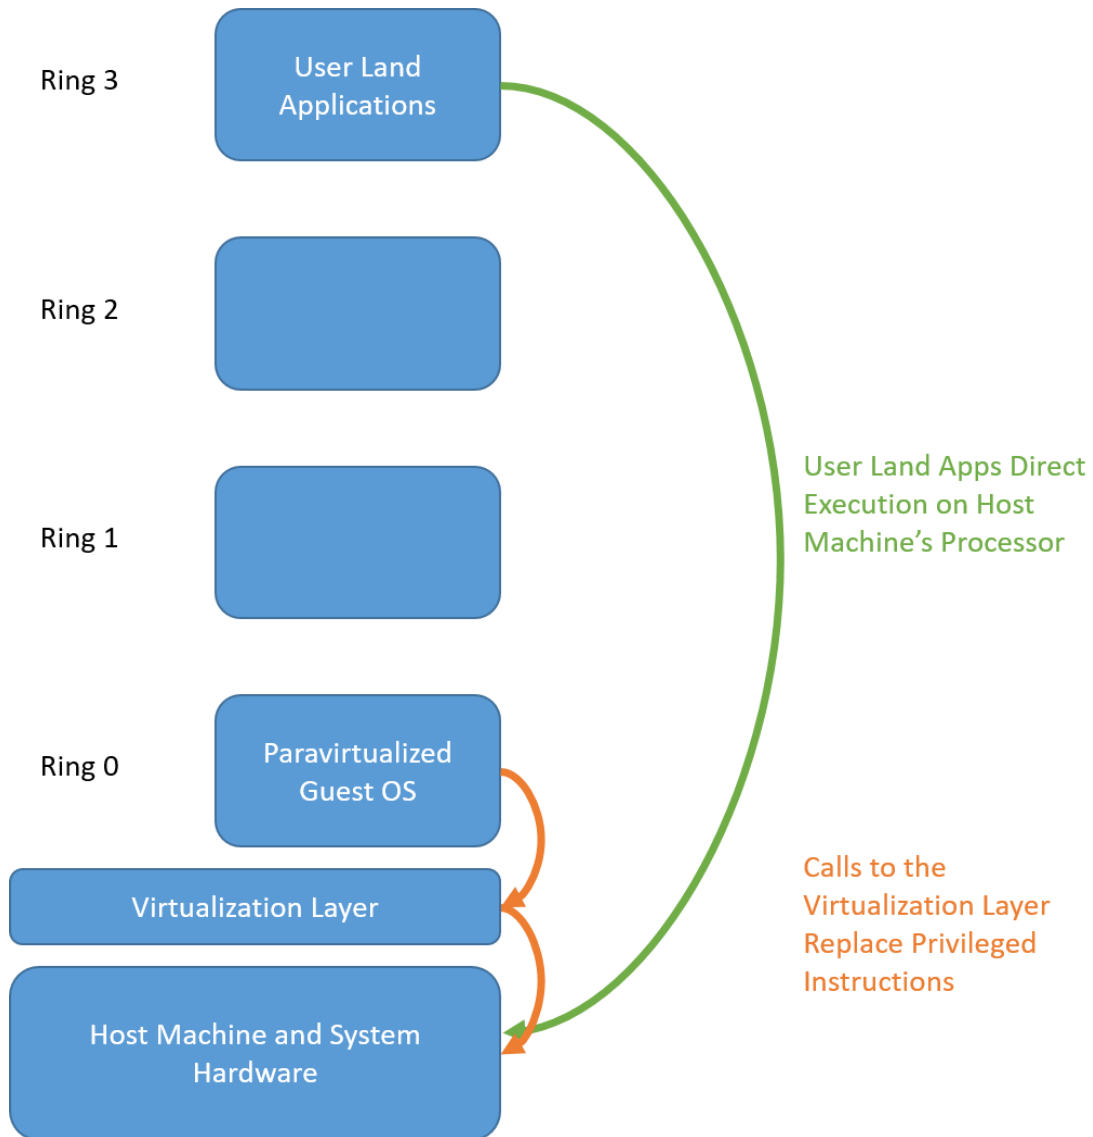 Ring 3
User Land
Applications
Ring 2
Ring 1
User Land Apps Direct
Execution on Host
Machine’s Processor
Ring 0
Paravirtualized
Guest OS
Calls to the
Virtualization Layer
Replace Privileged
Instructions
Virtualization Layer
Host Machine and System
Hardware